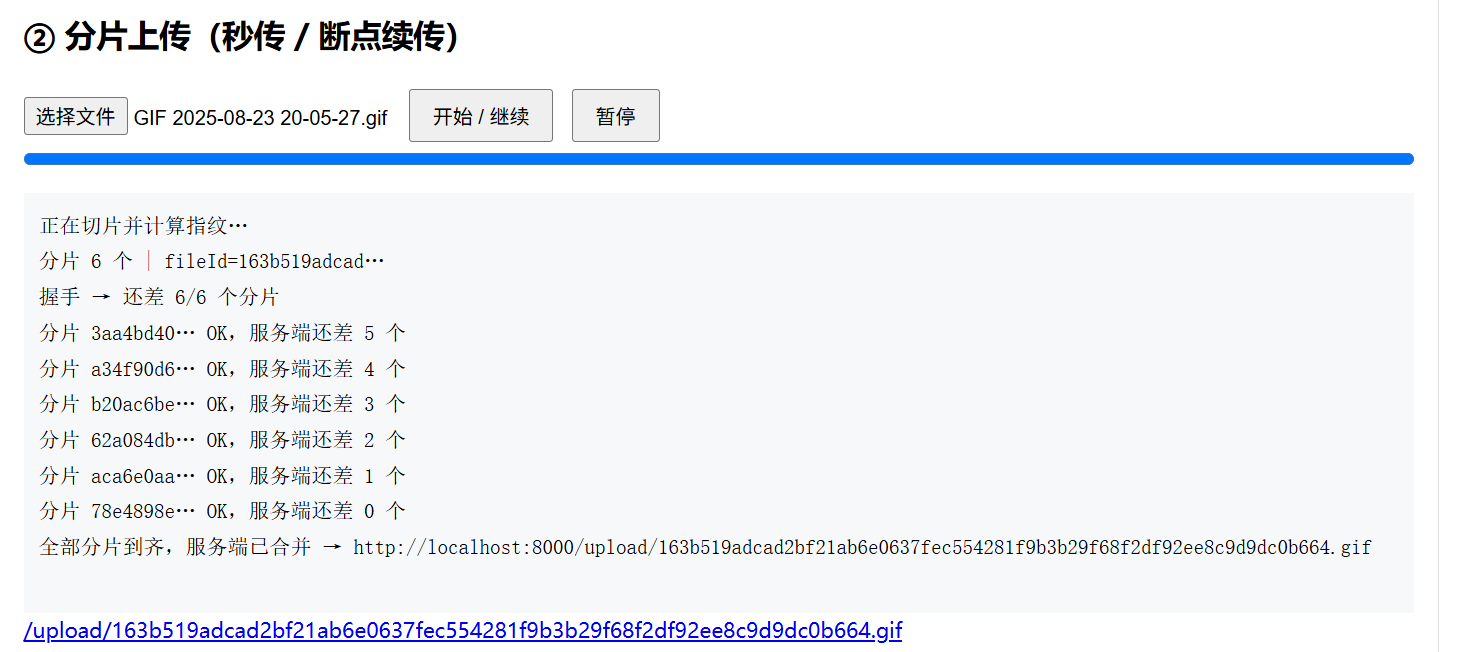 ② 分片上传（秒传 / 断点续传）
选择文件 GIF 2025-08-23 20-05-27.gif 开始 / 继续 暂停
正在切片并计算指纹…
分片 6 个 | fileId=163b519adcad…
握手 → 还差 6/6 个分片
分片 3aa4bd40… OK，服务端还差 5 个
分片 a34f90d6… OK，服务端还差 4 个
分片 b20ac6be… OK，服务端还差 3 个
分片 62a084db… OK，服务端还差 2 个
分片 aca6e0aa… OK，服务端还差 1 个
分片 78e4898e… OK，服务端还差 0 个
全部分片到齐，服务端已合并 → http://localhost:8000/upload/163b519adcad2bf21ab6e0637fec554281f9b3b29f68f2df92ee8c9d9dc0b664.gif
/upload/163b519adcad2bf21ab6e0637fec554281f9b3b29f68f2df92ee8c9d9dc0b664.gif